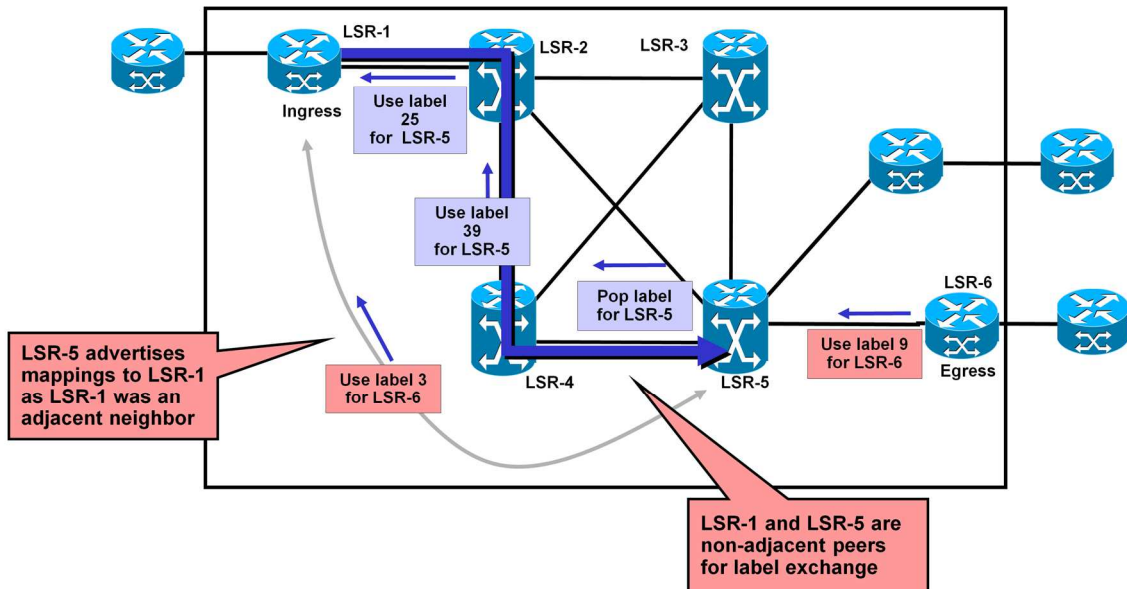 LSR-1
LSR-2
LSR-3
Ingress
Use label
25
for LSR-5
Use label
39
for LSR-5
Pop label
for LSR-5
LSR-6
LSR-5 advertises
mappings to LSR-1
as LSR-1 was an
adjacent neighbor
Use label 3
for LSR-6
LSR-4
LSR-5
Use label 9
for LSR-6
Egress
LSR-1 and LSR-5 are
non-adjacent peers
for label exchange